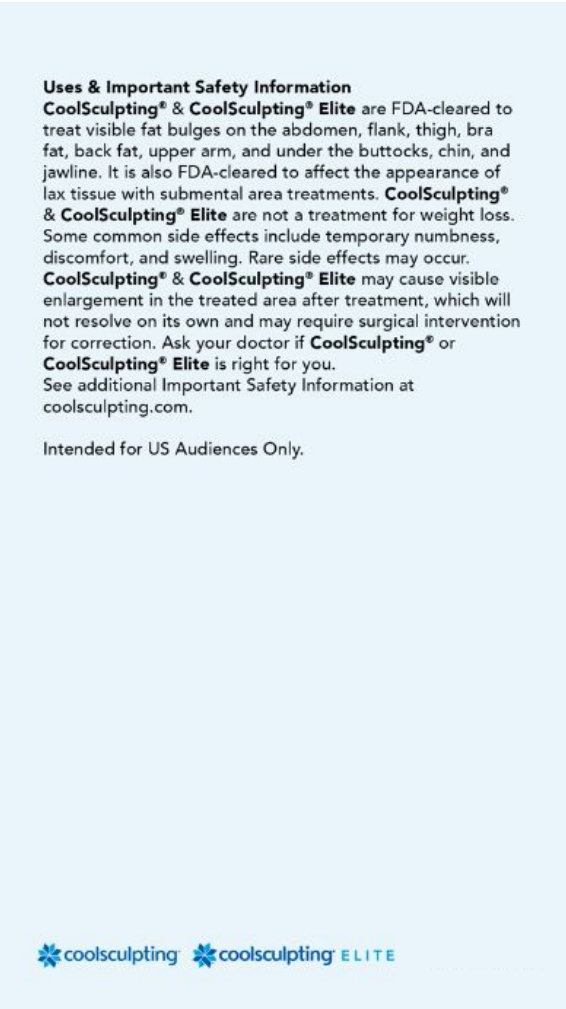 Uses & Important Safety Information
CoolSculpting® & CoolSculpting® Elite are FDA-cleared to
treat visible fat bulges on the abdomen, flank, thigh, bra
fat, back fat, upper arm, and under the buttocks, chin, and
jawline. It is also FDA-cleared to affect the appearance of
lax tissue with submental area treatments. CoolSculpting®
& CoolSculpting® Elite are not a treatment for weight loss.
Some common side effects include temporary numbness,
discomfort, and swelling. Rare side effects may occur.
CoolSculpting® & CoolSculpting® Elite may cause visible
enlargement in the treated area after treatment, which will
not resolve on its own and may require surgical intervention
for correction. Ask your doctor if CoolSculpting® or
CoolSculpting® Elite is right for you.
See additional Important Safety Information at
coolsculpting.com.
Intended for US Audiences Only.
coolsculpting coolsculpting ELITE